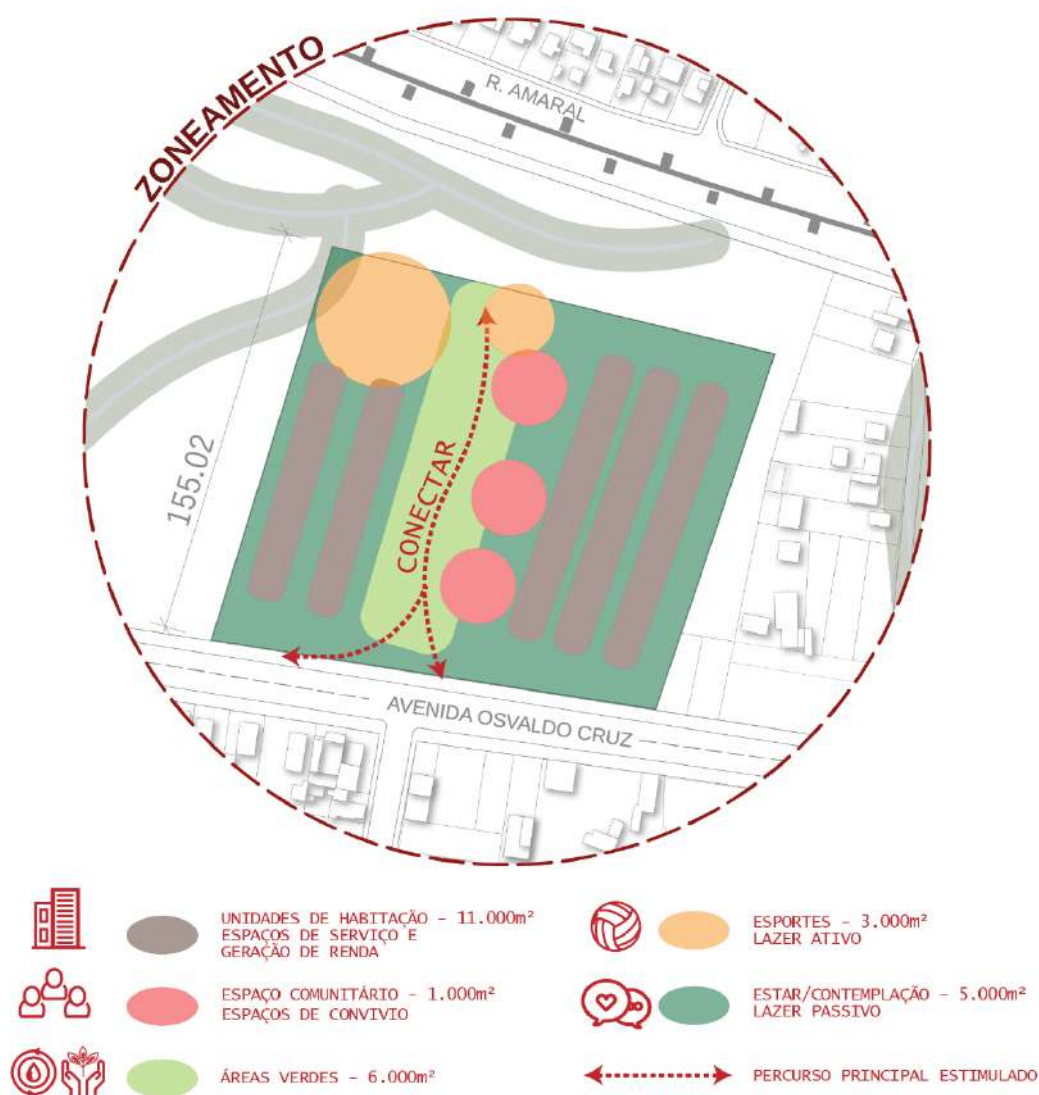 ZONEAMENTO
R. AMARAL
155.02
CONECTAR
AVENIDA OSVALDO CRUZ
UNIDADES DE HABITAÇÃO - 11.000m²
ESPAÇOS DE SERVIÇO E
GERAÇÃO DE RENDA
ESPAÇO COMUNITÁRIO - 1.000m²
ESPAÇOS DE CONVIVIO
ÁREAS VERDES - 6.000m²
ESPORTES - 3.000m²
LAZER ATIVO
ESTAR/CONTEMPLAÇÃO - 5.000m²
LAZER PASSIVO
PERCURSO PRINCIPAL ESTIMULADO